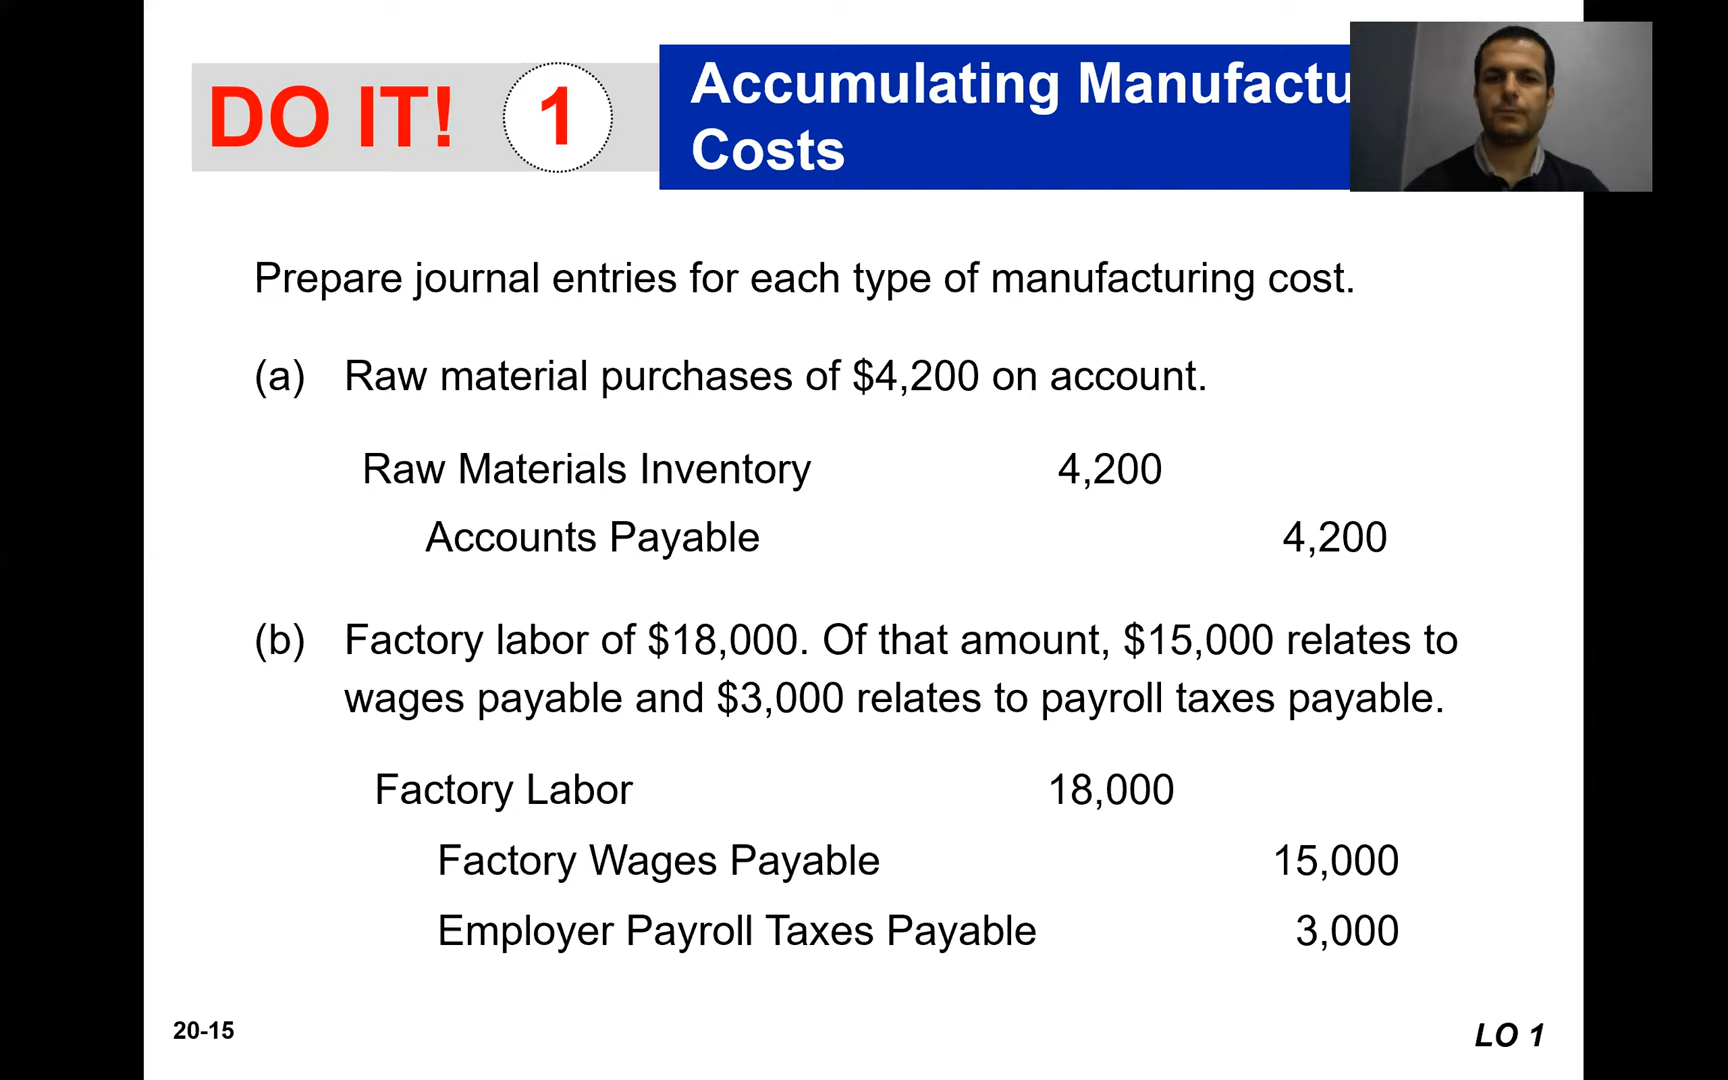 DO IT! 1
Accumulating Manufactu
Costs
Prepare journal entries for each type of manufacturing cost.
(a) Raw material purchases of $4,200 on account.
Raw Materials Inventory 4,200
Accounts Payable 4,200
(b) Factory labor of $18,000. Of that amount, $15,000 relates to
wages payable and $3,000 relates to payroll taxes payable.
Factory Labor 18,000
Factory Wages Payable 15,000
Employer Payroll Taxes Payable 3,000
20-15
LO 1